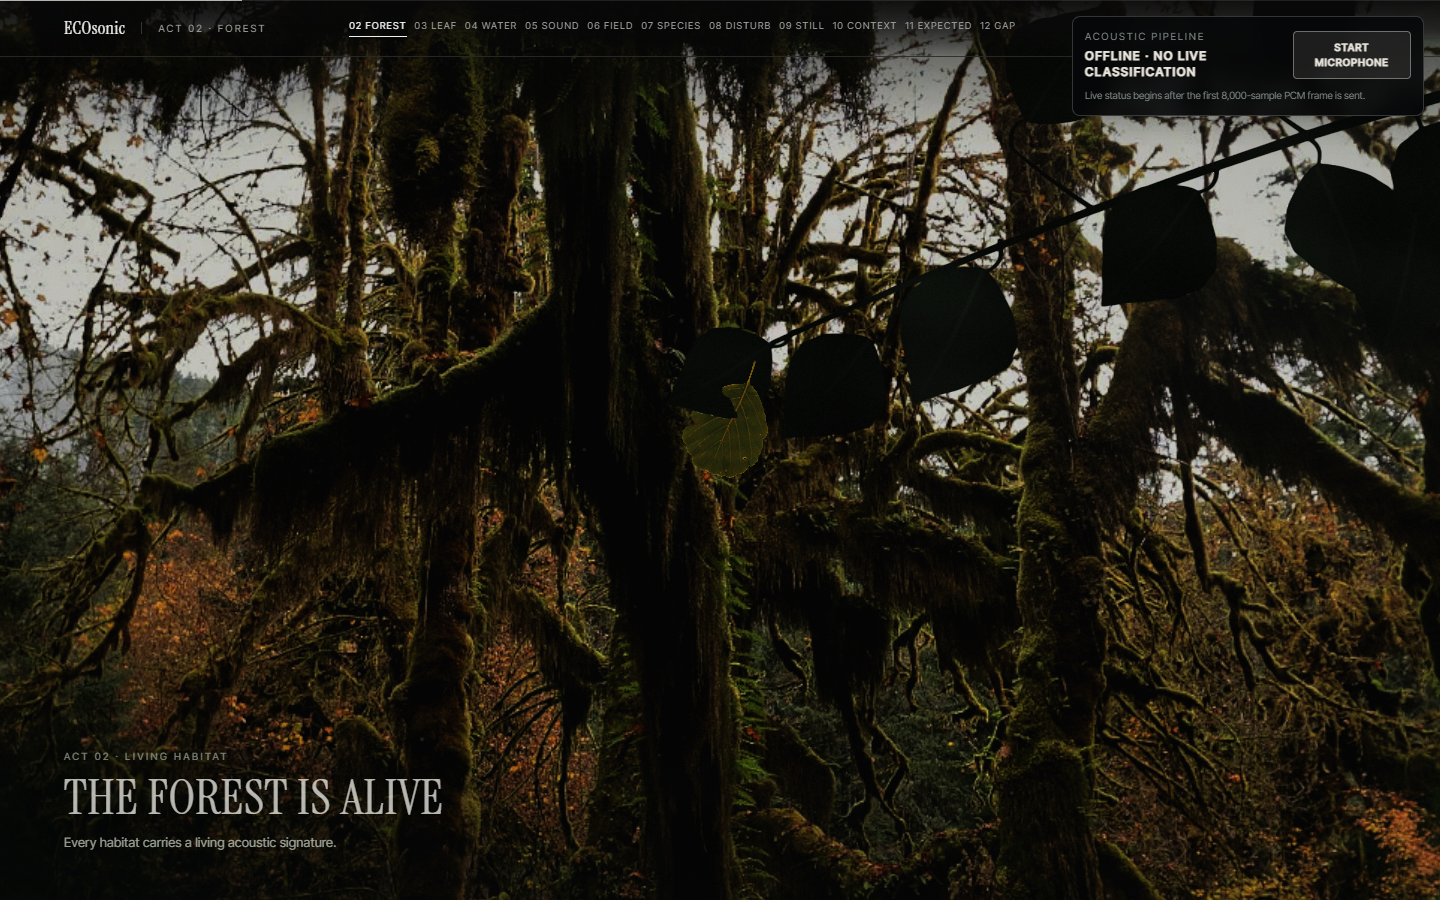 ECOsonic
ACT 02 · FOREST
02 FOREST 03 LEAF 04 WATER 05 SOUND 06 FIELD 07 SPECIES 08 DISTURB 09 STILL 10 CONTEXT 11 EXPECTED 12 GAP
ACOUSTIC PIPELINE
OFFLINE · NO LIVE
CLASSIFICATION
START
MICROPHONE
Live status begins after the first 8,000-sample PCM frame is sent.
ACT 02 · LIVING HABITAT
THE FOREST IS ALIVE
Every habitat carries a living acoustic signature.